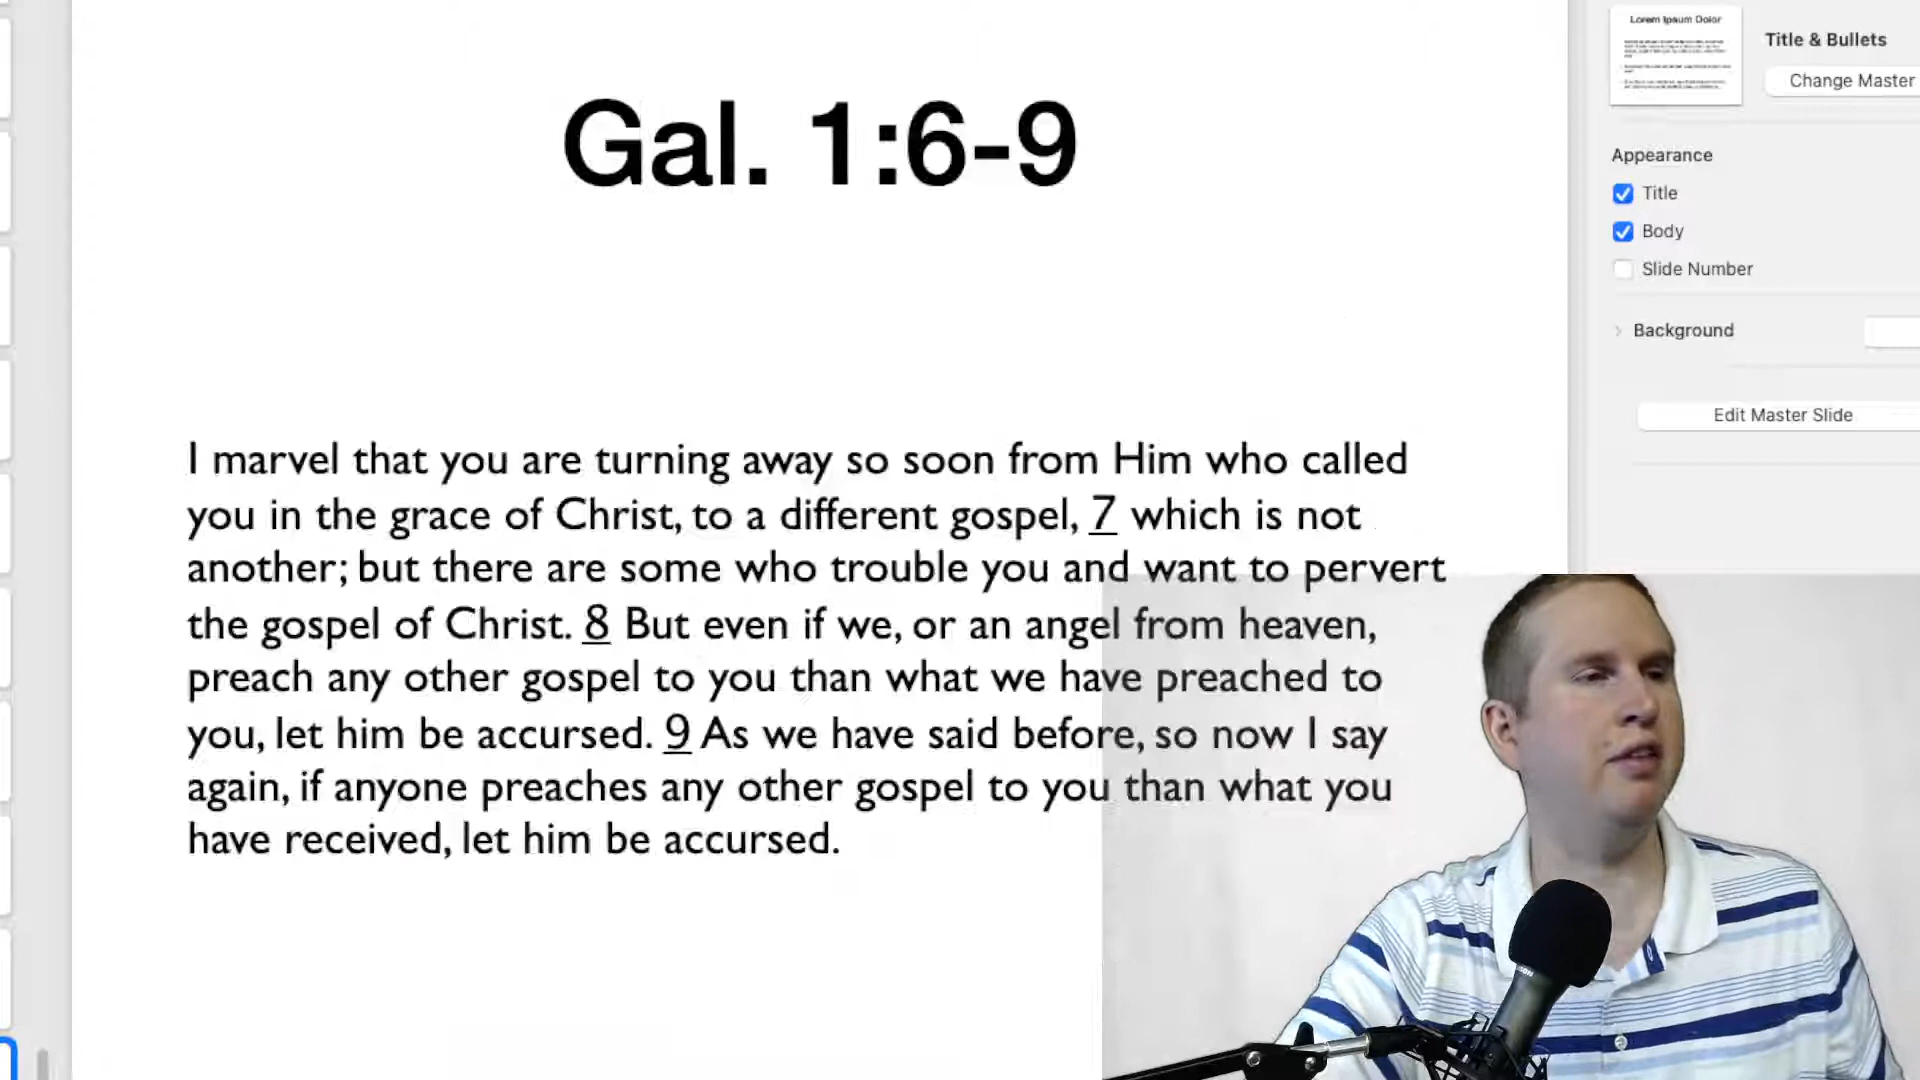 Gal. 1:6-9
I marvel that you are turning away so soon from Him who called
you in the grace of Christ, to a different gospel, 7 which is not
another; but there are some who trouble you and want to pervert
the gospel of Christ. 8 But even if we, or an angel from heaven,
preach any other gospel to you than what we have preached to
you, let him be accursed. 9 As we have said before, so now I say
again, if anyone preaches any other gospel to you than what you
have received, let him be accursed.
Lorem Ipsum Dolor
Title & Bullets
Change Master
Appearance
Title
Body
Slide Number
Background
Edit Master Slide